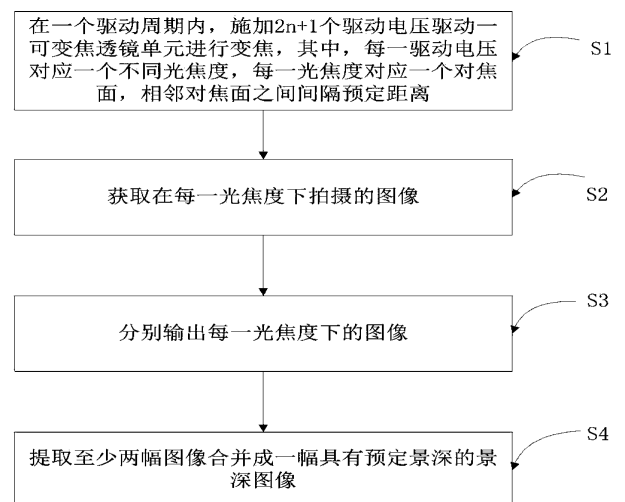 在一个驱动周期内，施加2n+1个驱动电压驱动一
可变焦透镜单元进行变焦，其中，每一驱动电压
对应一个不同光焦度，每一光焦度对应一个对焦
面，相邻对焦面之间间隔预定距离
S1
获取在每一光焦度下拍摄的图像
S2
分别输出每一光焦度下的图像
S3
提取至少两幅图像合并成一幅具有预定景深的景
深图像
S4